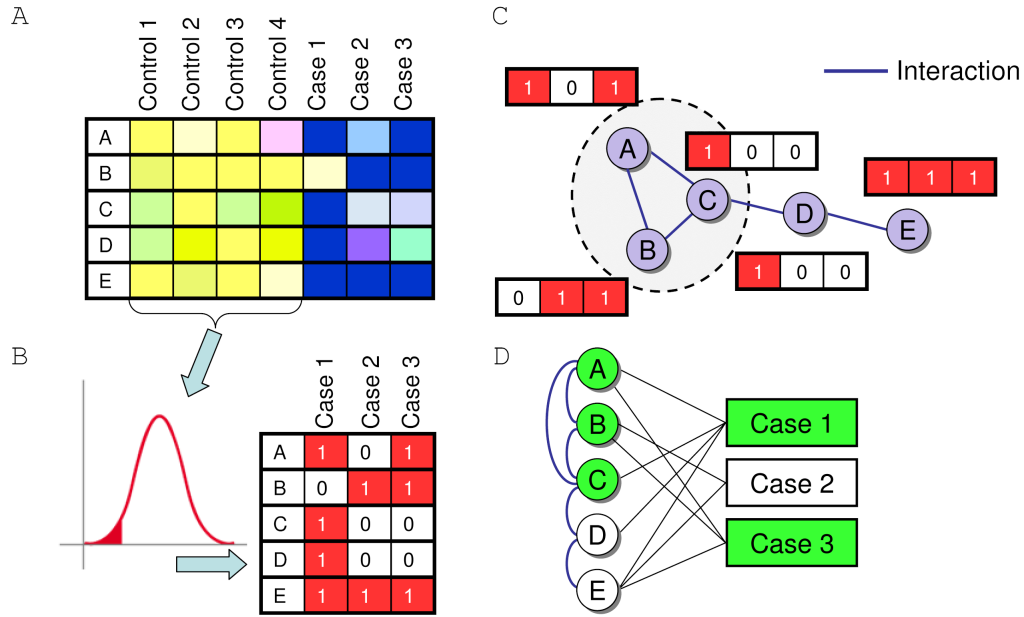 A
Control 1
Control 2
Control 3
Control 4
Case 1
Case 2
Case 3
A
B
C
D
E
B
Case 1
Case 2
Case 3
A 1 0 1
B 0 1 1
C 1 0 0
D 1 0 0
E 1 1 1
C
Interaction
1 0 1
A
1 0 0
C
1 1 1
D
E
B
1 0 0
0 1 1
D
A
B
C
D
E
Case 1
Case 2
Case 3